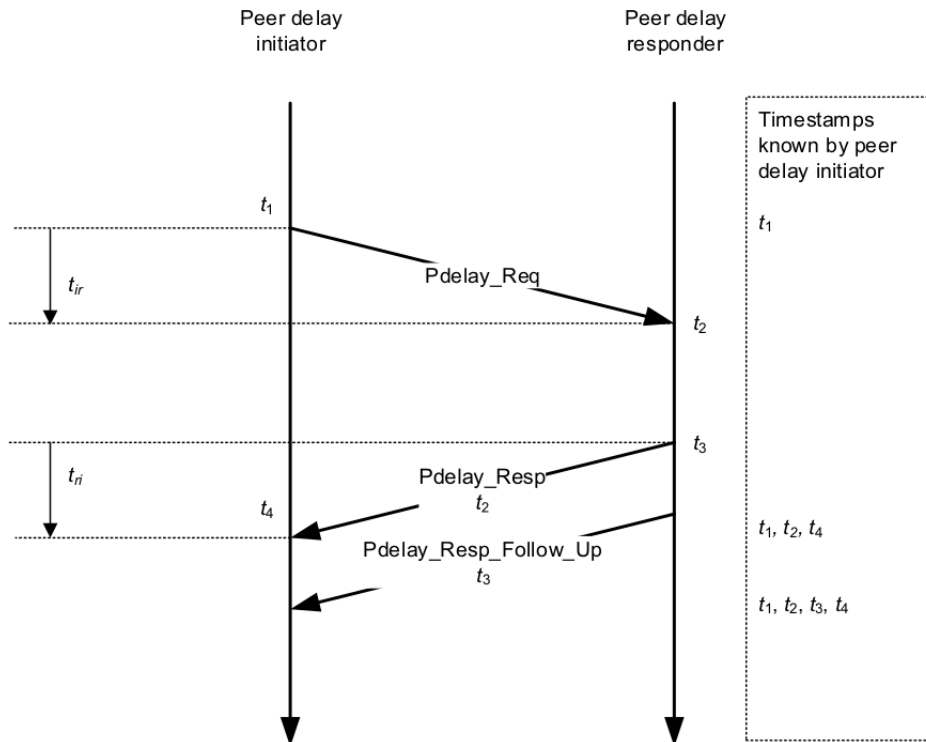 Peer delay
initiator
Peer delay
responder
Timestamps
known by peer
delay initiator
t1
t1
tir
Pdelay_Req
t2
t3
tri
Pdelay_Resp
t2
t4
t1, t2, t4
Pdelay_Resp_Follow_Up
t3
t1, t2, t3, t4